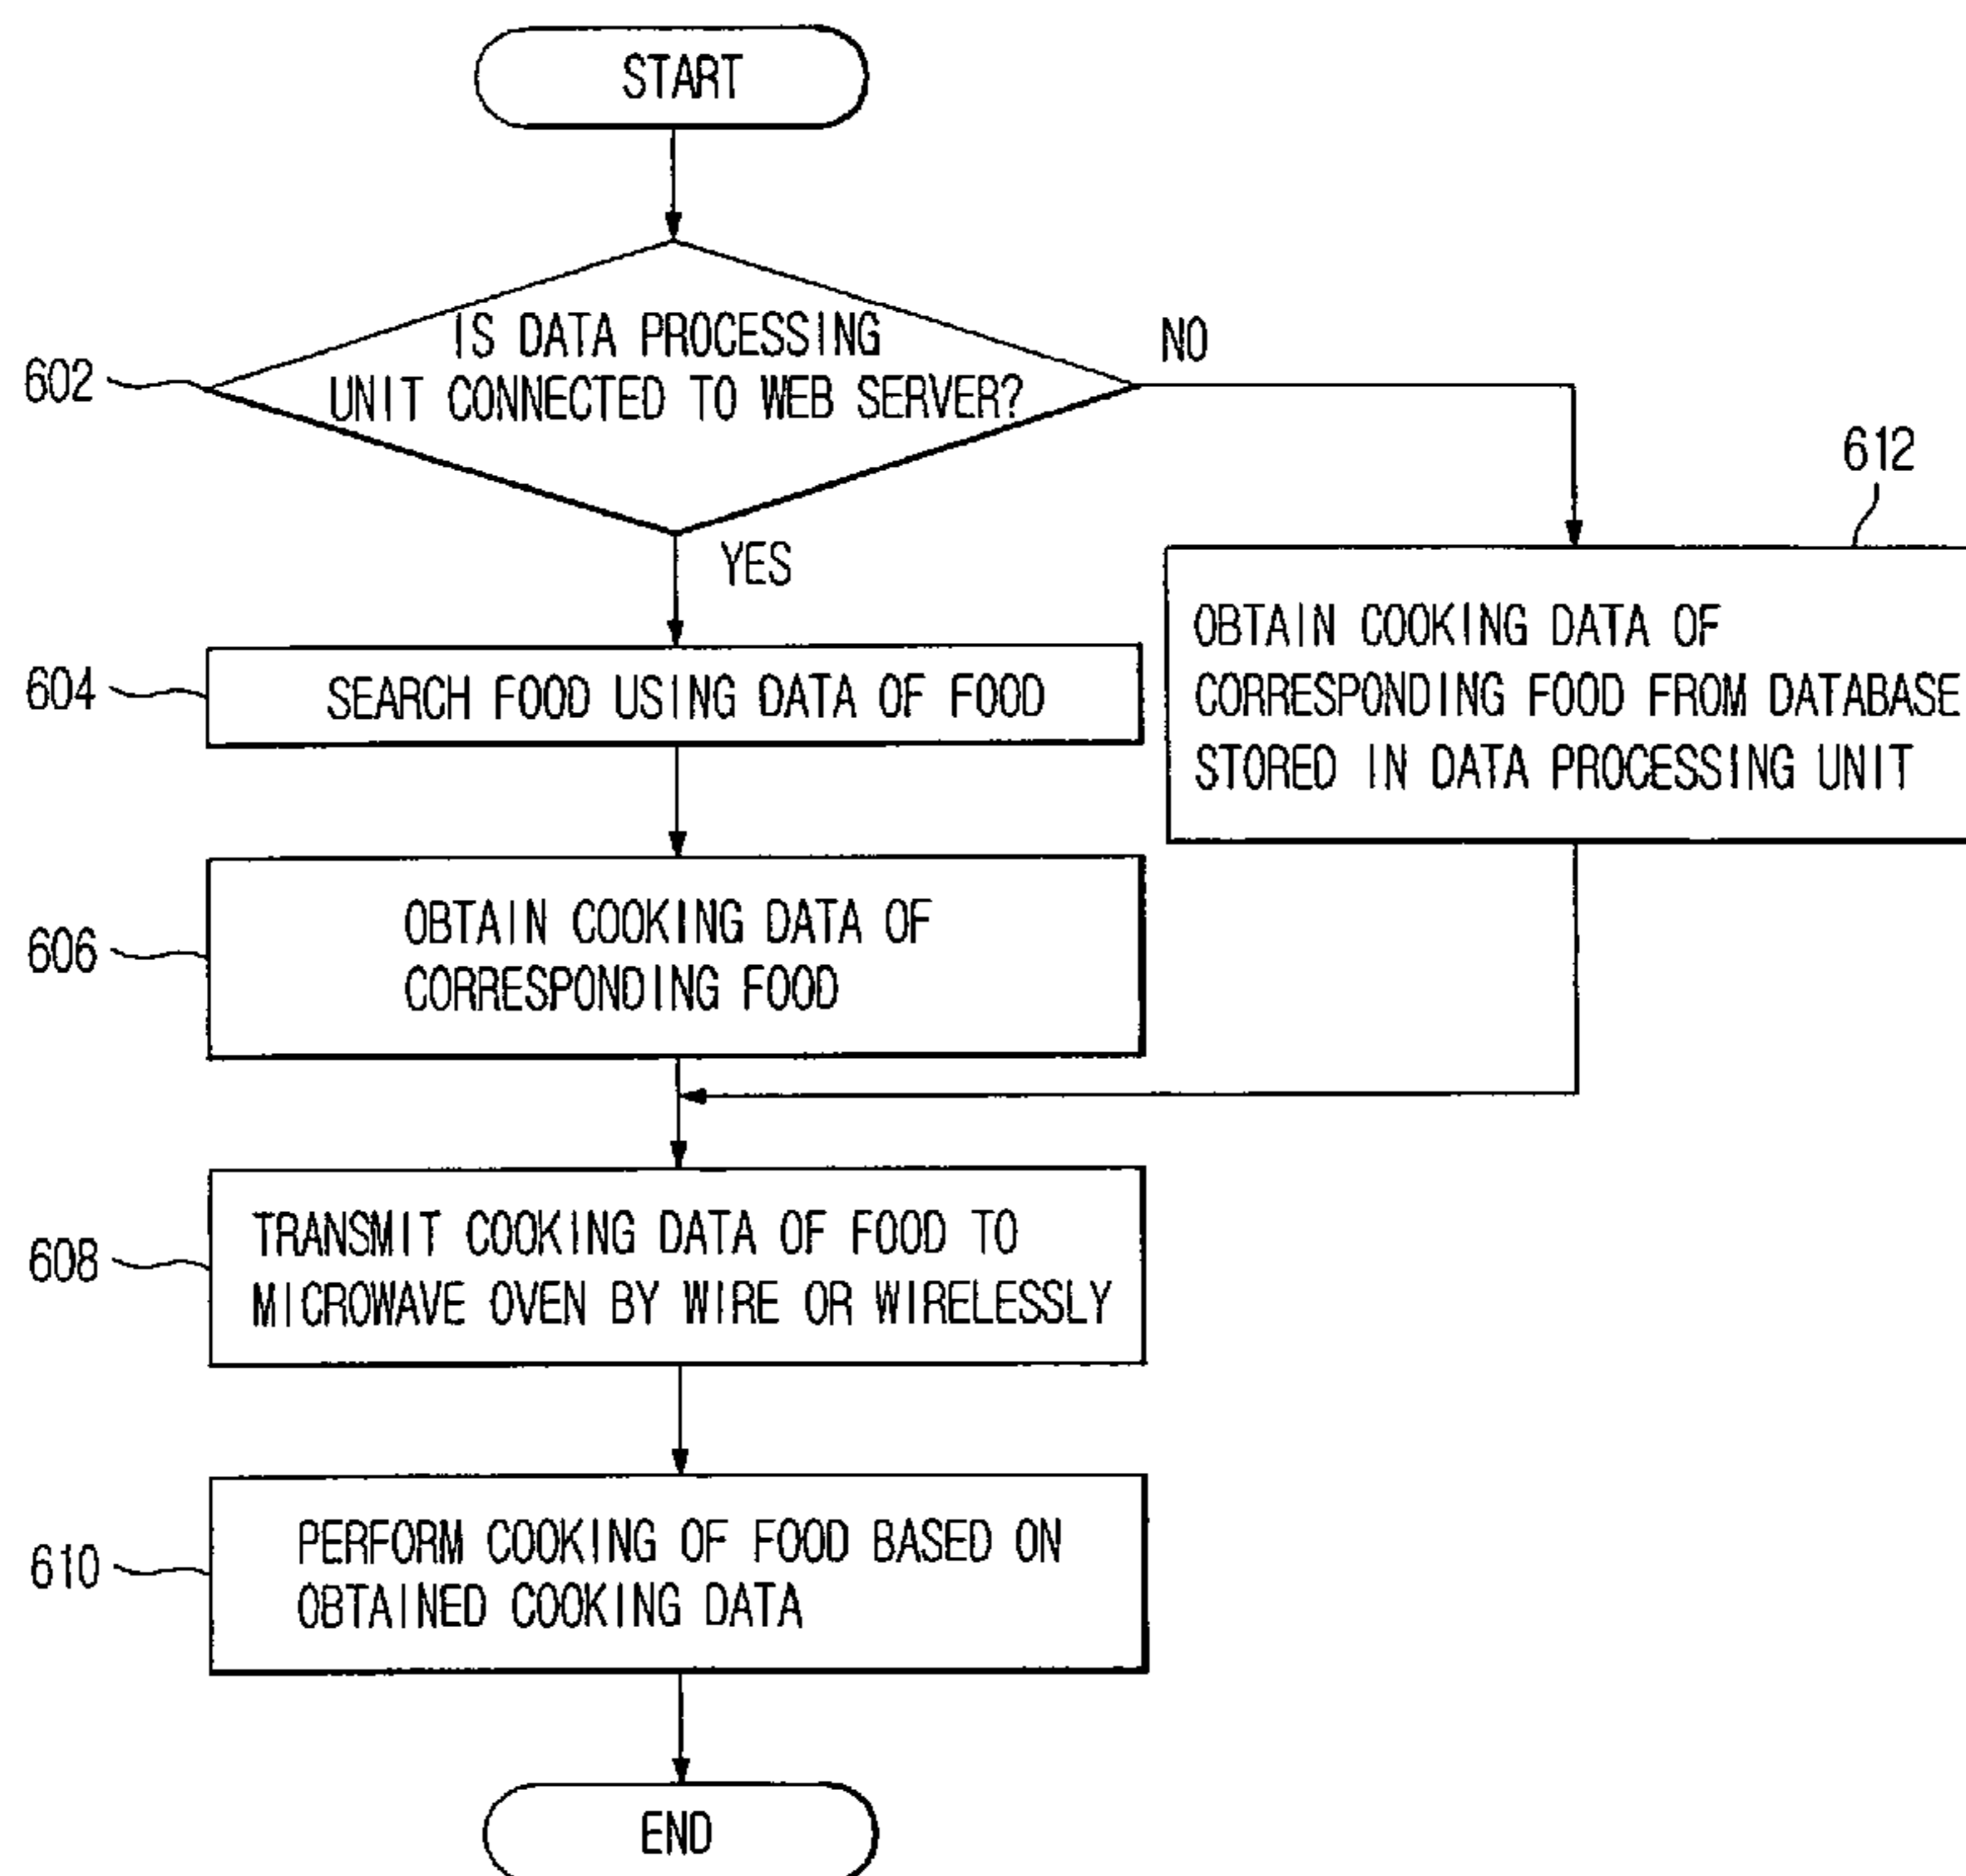 START
IS DATA PROCESSING
UNIT CONNECTED TO WEB SERVER?
602
NO
YES
612
OBTAIN COOKING DATA OF
CORRESPONDING FOOD FROM DATABASE
STORED IN DATA PROCESSING UNIT
604
SEARCH FOOD USING DATA OF FOOD
606
OBTAIN COOKING DATA OF
CORRESPONDING FOOD
608
TRANSMIT COOKING DATA OF FOOD TO
MICROWAVE OVEN BY WIRE OR WIRELESSLY
610
PERFORM COOKING OF FOOD BASED ON
OBTAINED COOKING DATA
END